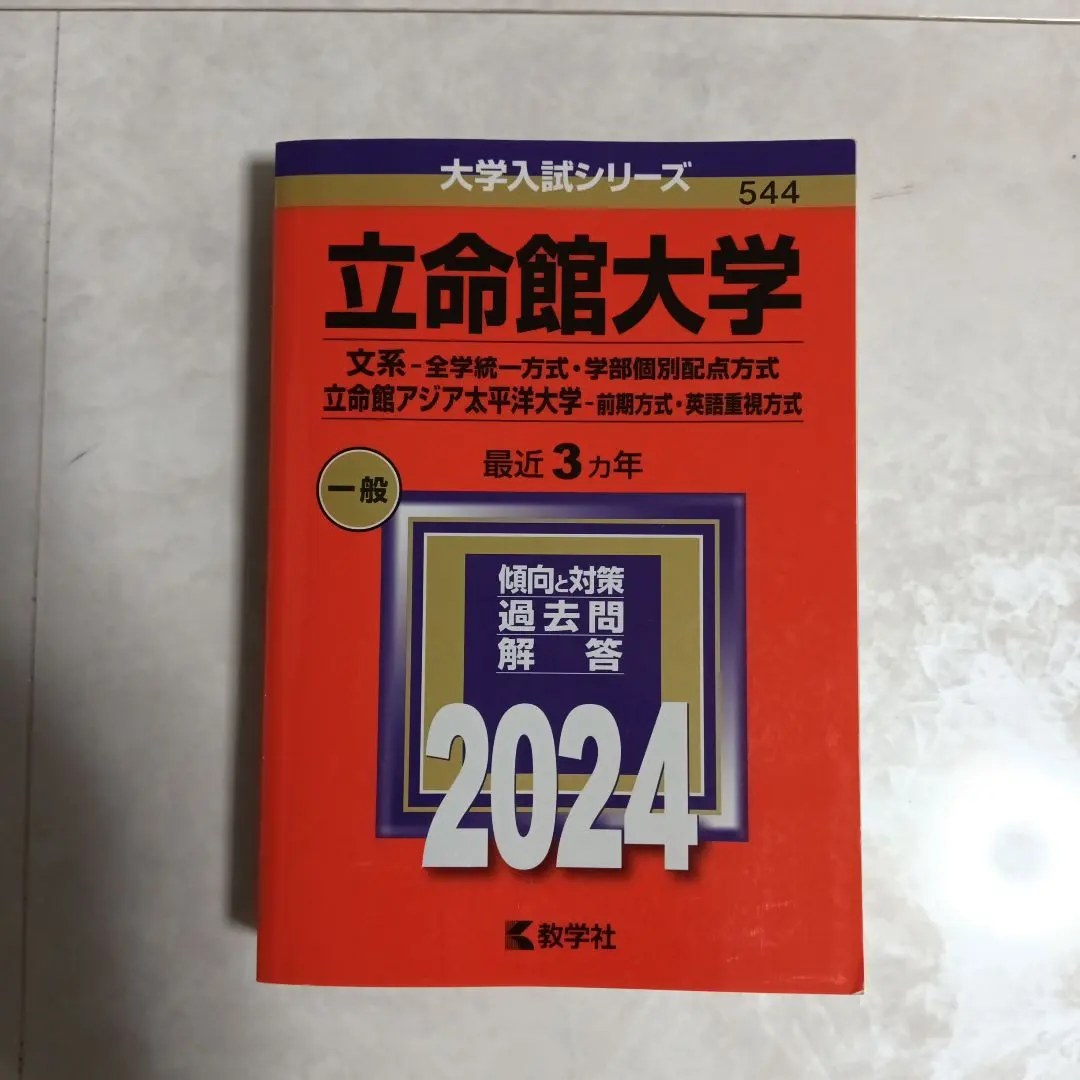 大学入試シリーズ
544
立命館大学
文系-全学統一方式・学部個別配点方式
立命館アジア太平洋大学-前期方式・英語重視方式
最近3カ年
一般
傾向と対策
過去問
解答
2024
教学社